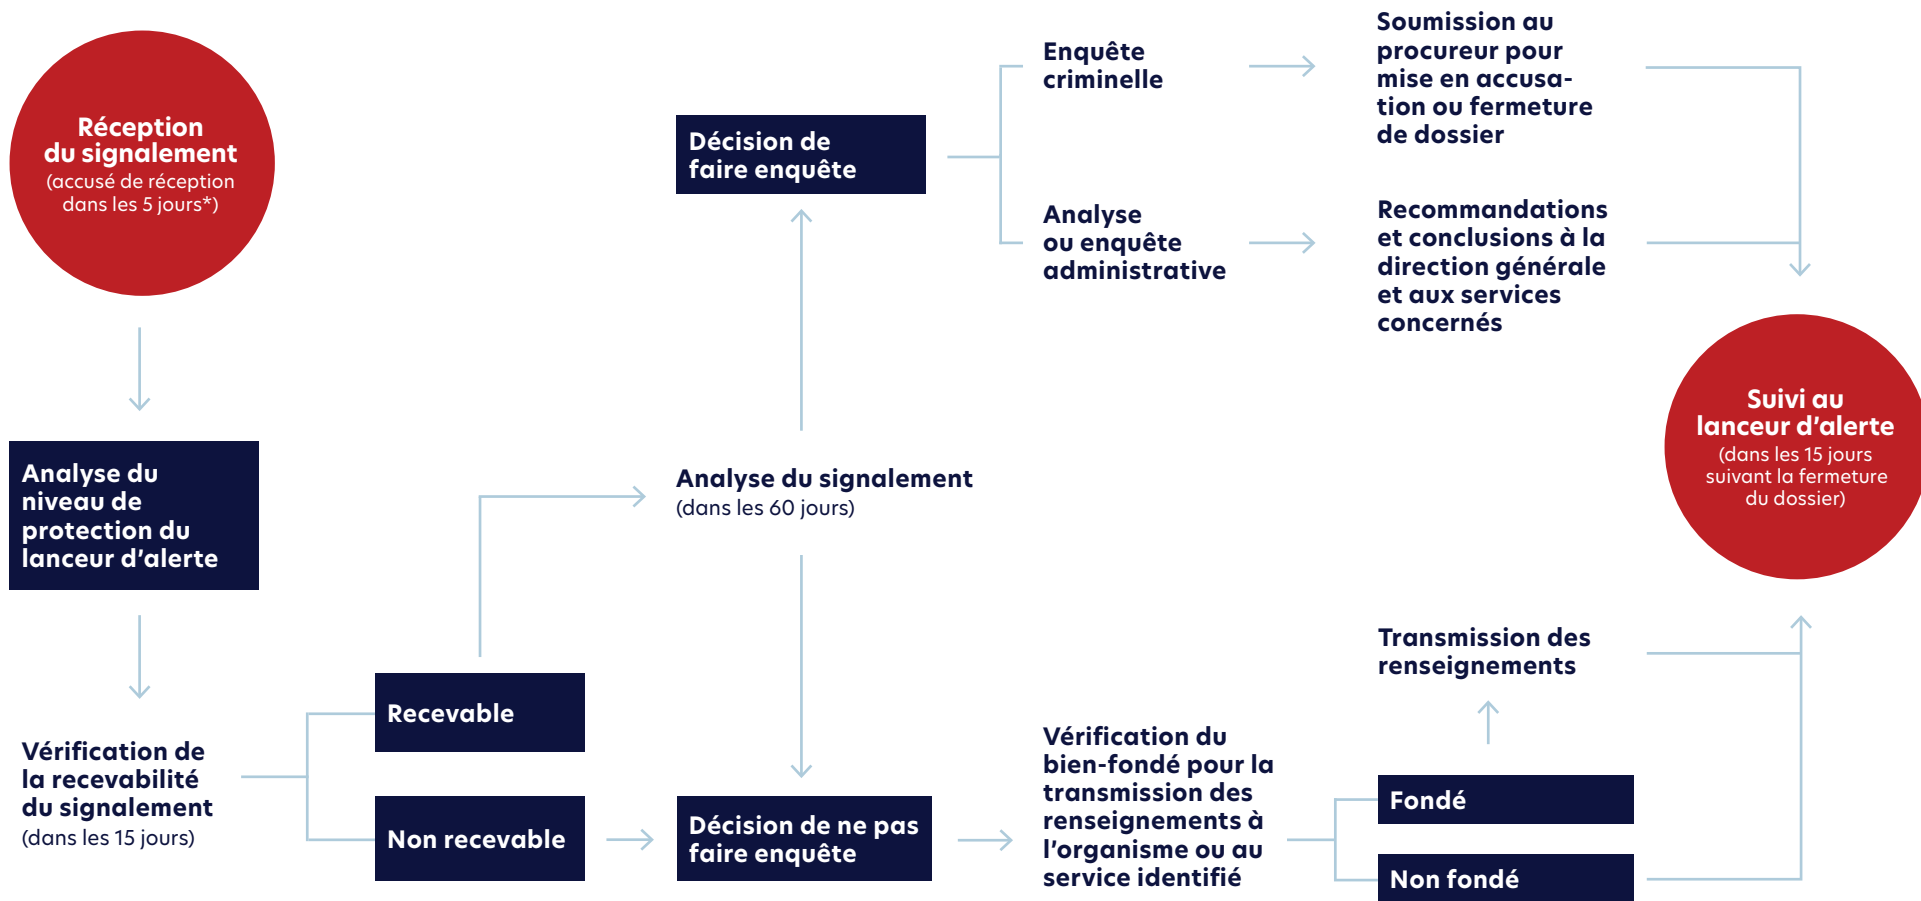 Réception
du signalement
(accusé de réception
dans les 5 jours*)
Analyse du
niveau de
protection du
lanceur d'alerte
Vérification de
la recevabilité
du signalement
(dans les 15 jours)
Recevable
Non recevable
Analyse du signalement
(dans les 60 jours)
Décision de
faire enquête
Enquête
criminelle
Soumission au
procureur pour
mise en accusa-
tion ou fermeture
de dossier
Analyse
ou enquête
administrative
Recommandations
et conclusions à la
direction générale
et aux services
concernés
Décision de ne pas
faire enquête
Vérification du
bien-fondé pour la
transmission des
renseignements à
l'organisme ou au
service identifié
Fondé
Non fondé
Transmission des
renseignements
Suivi au
lanceur d'alerte
(dans les 15 jours
suivant la fermeture
du dossier)